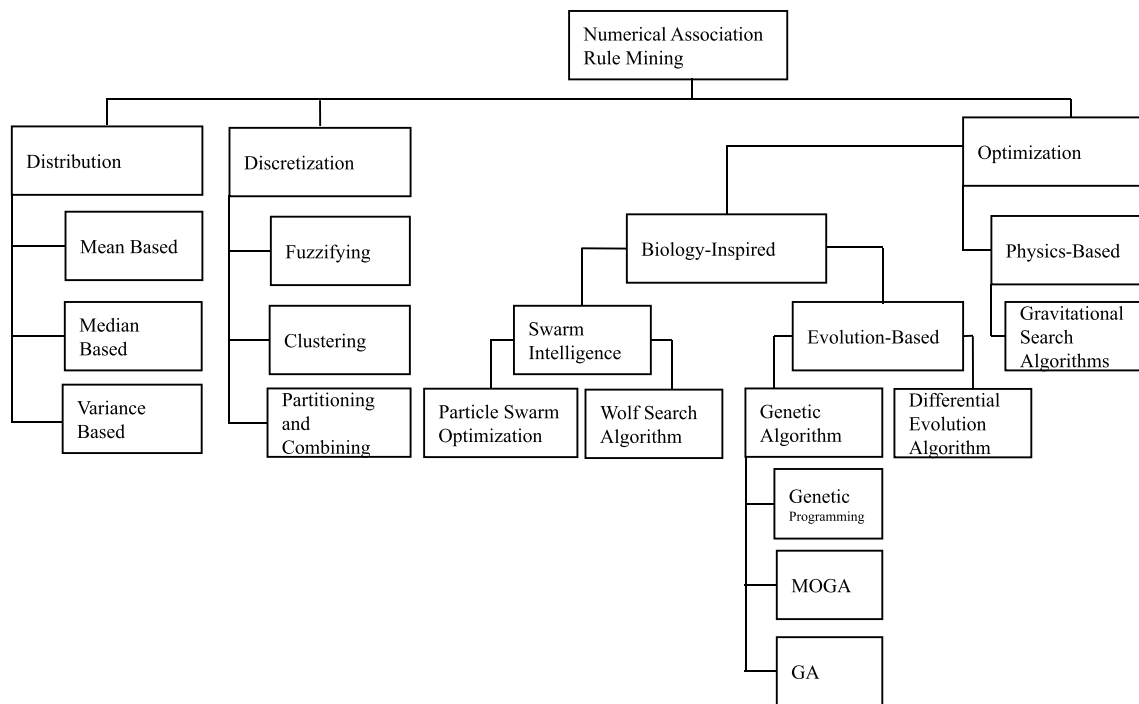 Numerical Association
Rule Mining
Distribution
Mean Based
Median
Based
Variance
Based
Discretization
Fuzzifying
Clustering
Partitioning
and
Combining
Optimization
Biology-Inspired
Swarm
Intelligence
Particle Swarm
Optimization
Wolf Search
Algorithm
Evolution-Based
Genetic
Algorithm
Genetic
Programming
MOGA
GA
Differential
Evolution
Algorithm
Physics-Based
Gravitational
Search
Algorithms